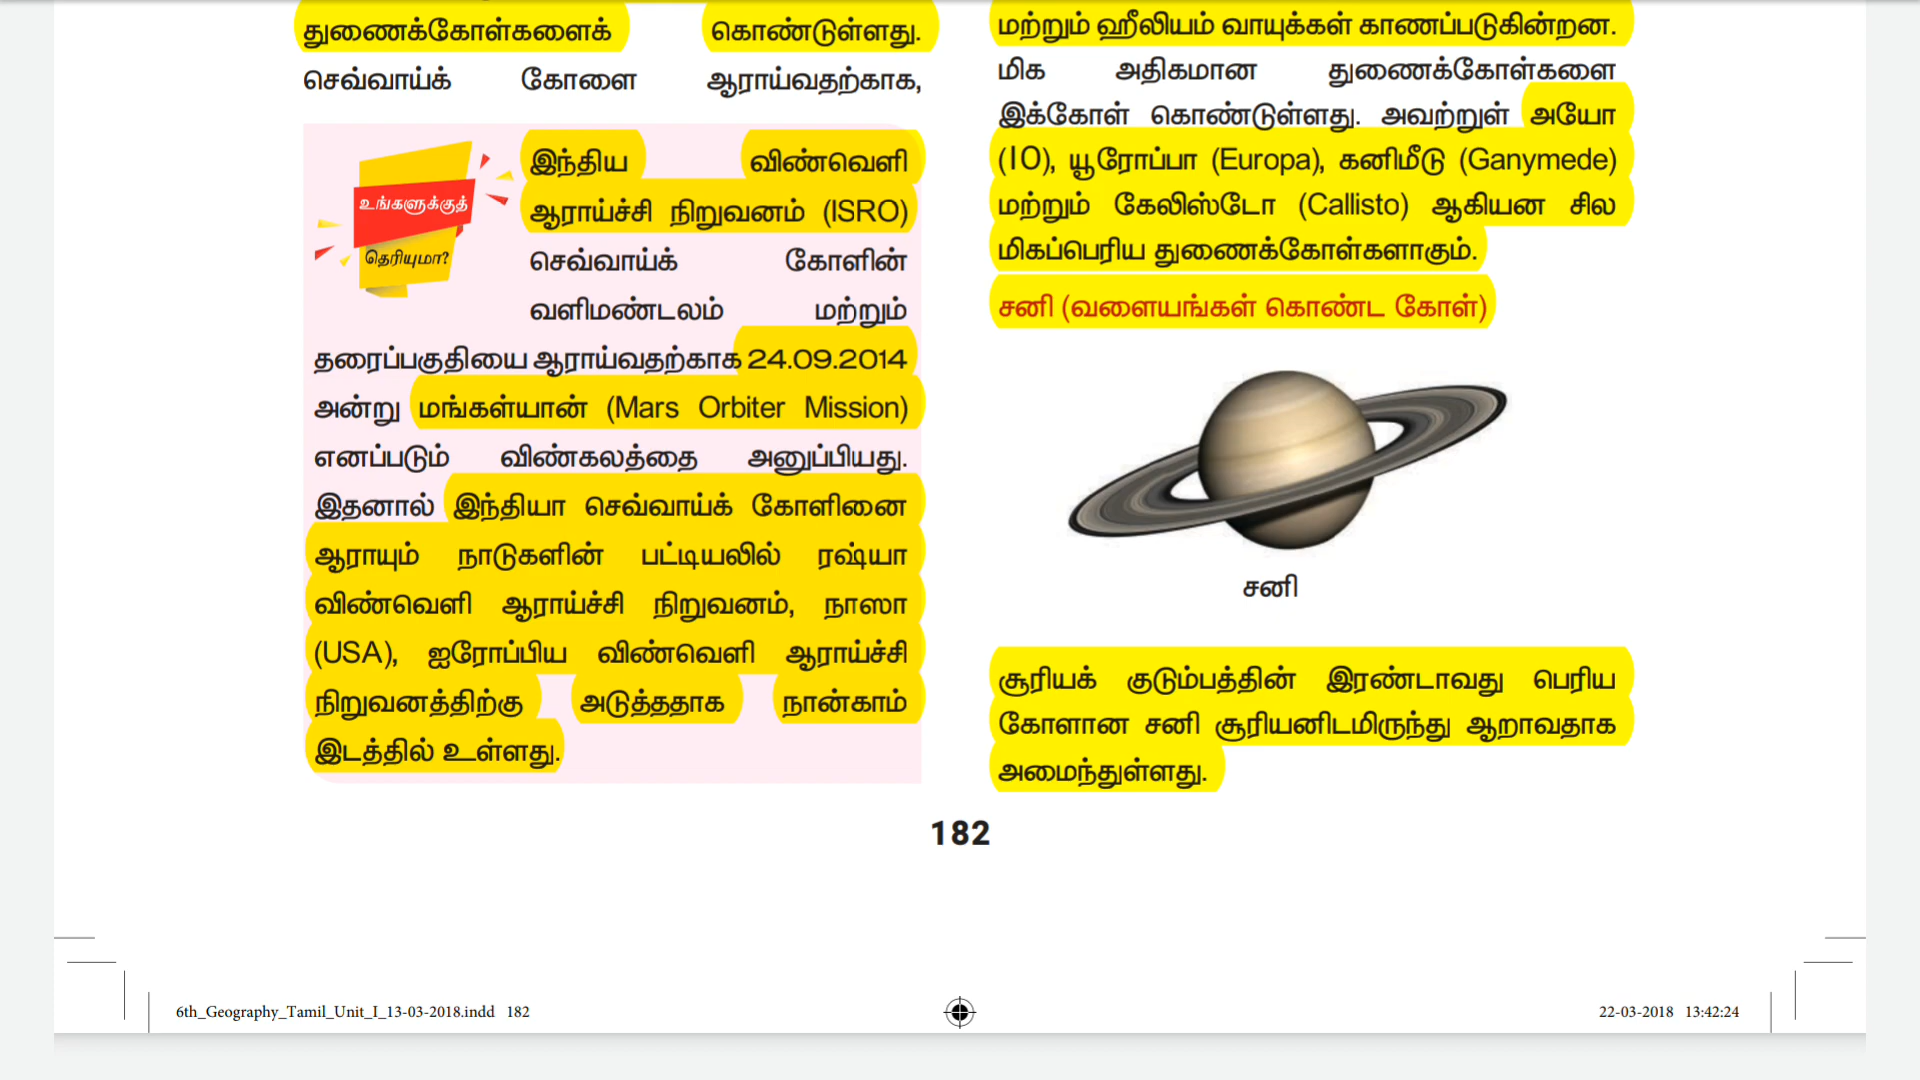 துணைக்கோள்களைக் கொண்டுள்ளது.
செவ்வாய்க் கோளை ஆராய்வதற்காக,
உங்களுக்குத்
தெரியுமா?
இந்திய விண்வெளி
ஆராய்ச்சி நிறுவனம் (ISRO)
செவ்வாய்க் கோளின்
வளிமண்டலம் மற்றும்
தரைப்பகுதியை ஆராய்வதற்காக 24.09.2014
அன்று மங்கள்யான் (Mars Orbiter Mission)
எனப்படும் விண்கலத்தை அனுப்பியது.
இதனால் இந்தியா செவ்வாய்க் கோளினை
ஆராயும் நாடுகளின் பட்டியலில் ரஷ்யா
விண்வெளி ஆராய்ச்சி நிறுவனம், நாஸா
(USA), ஐரோப்பிய விண்வெளி ஆராய்ச்சி
நிறுவனத்திற்கு அடுத்ததாக நான்காம்
இடத்தில் உள்ளது.
மற்றும் ஹீலியம் வாயுக்கள் காணப்படுகின்றன.
மிக அதிகமான துணைக்கோள்களை
இக்கோள் கொண்டுள்ளது. அவற்றுள் அயோ
(IO), யூரோப்பா (Europa), கனிமீடு (Ganymede)
மற்றும் கேலிஸ்டோ (Callisto) ஆகியன சில
மிகப்பெரிய துணைக்கோள்களாகும்.
சனி (வளையங்கள் கொண்ட கோள்)
சனி
சூரியக் குடும்பத்தின் இரண்டாவது பெரிய
கோளான சனி சூரியனிடமிருந்து ஆறாவதாக
அமைந்துள்ளது.
182
6th_Geography_Tamil_Unit_I_13-03-2018.indd 182
22-03-2018 13:42:24